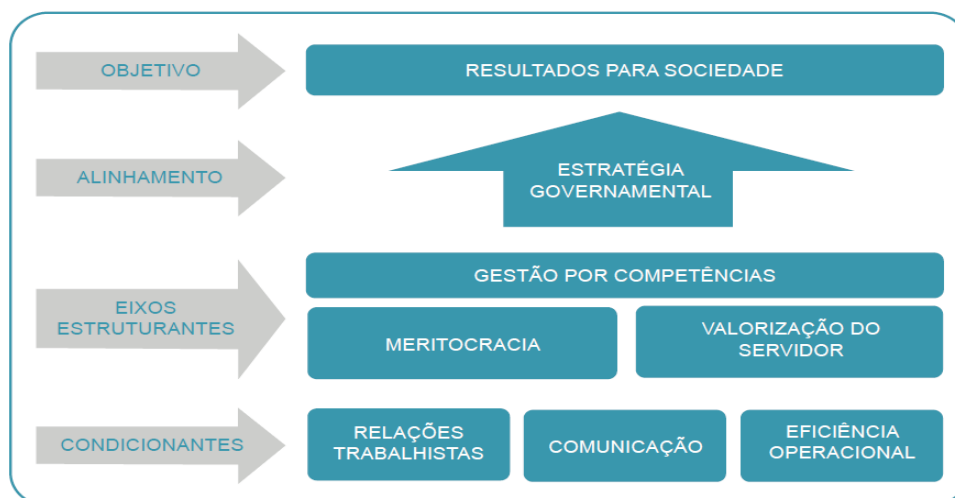 OBJETIVO
RESULTADOS PARA SOCIEDADE
ALINHAMENTO
ESTRATÉGIA
GOVERNAMENTAL
EIXOS
ESTRUTURANTES
GESTÃO POR COMPETÊNCIAS
MERITOCRACIA
VALORIZAÇÃO DO
SERVIDOR
CONDICIONANTES
RELAÇÕES
TRABALHISTAS
COMUNICAÇÃO
EFICIÊNCIA
OPERACIONAL